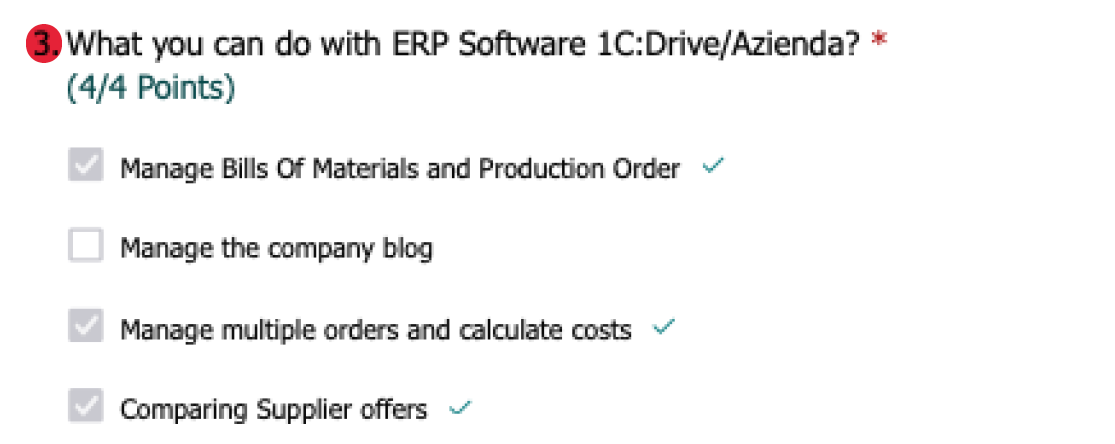 3. What you can do with ERP Software 1C:Drive/Azienda? *
(4/4 Points)
Manage Bills Of Materials and Production Order
Manage the company blog
Manage multiple orders and calculate costs
Comparing Supplier offers